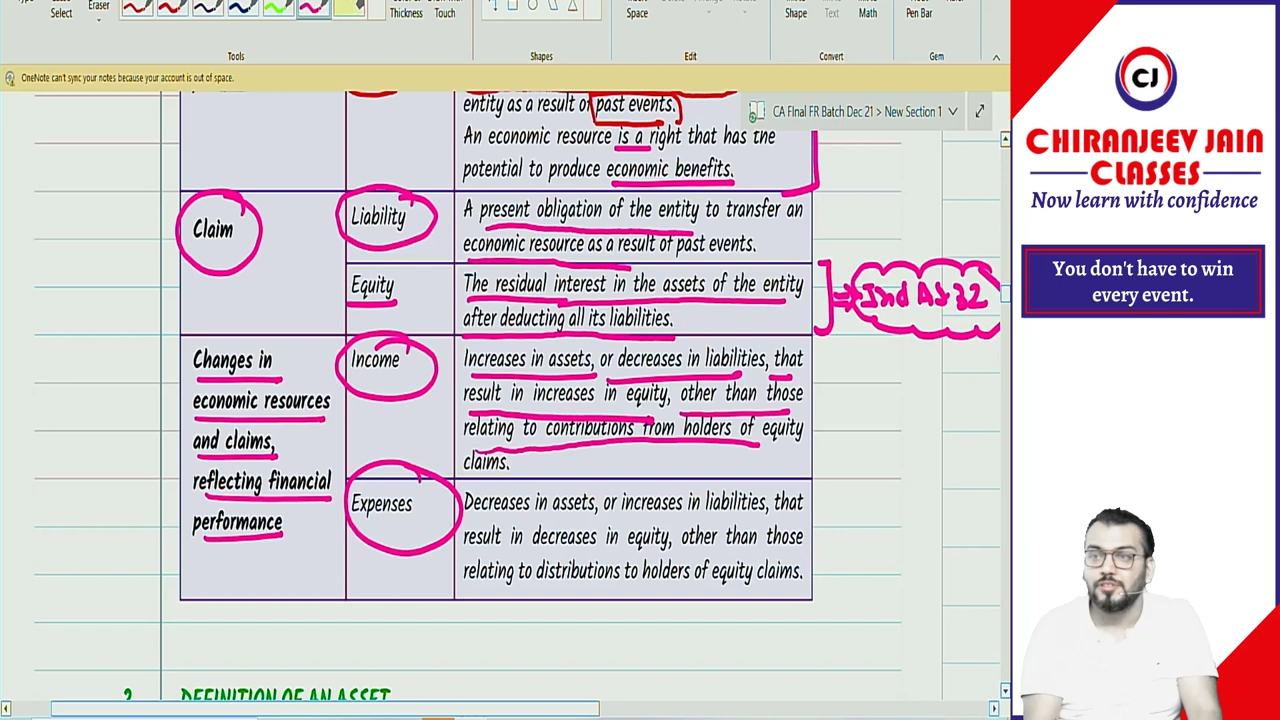 Eraser
Select
Thickness
Touch
Space
Shape
Text
Math
Pen Bar
Tools
Shapes
Edit
Convert
Gem
OneNote can't sync your notes because your account is out of space.
CA FInal FR Batch Dec 21 > New Section 1
entity as a result of past events.
An economic resource is a right that has the
potential to produce economic benefits.
Claim
Liability
A present obligation of the entity to transfer an
economic resource as a result of past events.
Equity
The residual interest in the assets of the entity
after deducting all its liabilities.
Ind AS 32
Changes in
economic resources
and claims,
reflecting financial
performance
Income
Increases in assets, or decreases in liabilities, that
result in increases in equity, other than those
relating to contributions from holders of equity
claims.
Expenses
Decreases in assets, or increases in liabilities, that
result in decreases in equity, other than those
relating to distributions to holders of equity claims.
2. DEFINITION OF AN ASSET
CJ
CHIRANJEEV JAIN
CLASSES
Now learn with confidence
You don't have to win
every event.